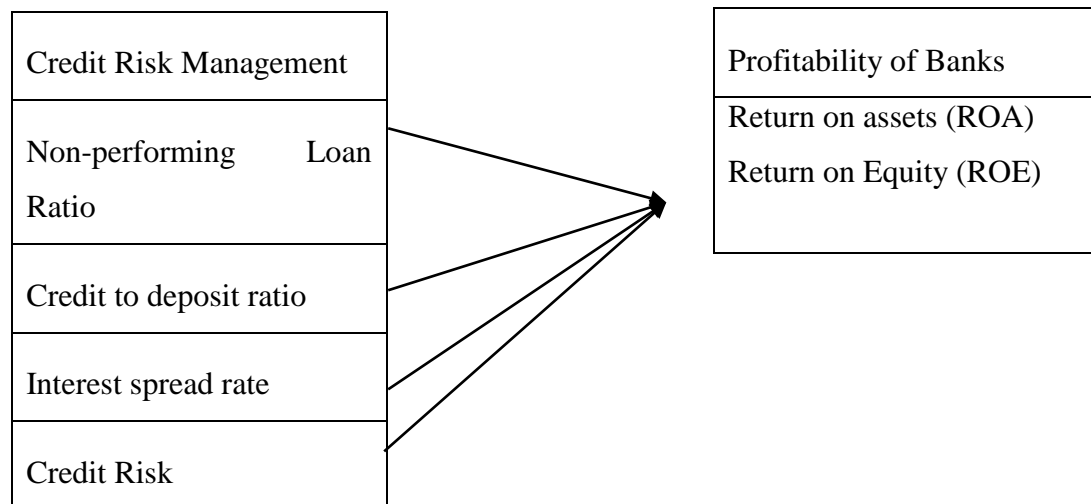 Credit Risk Management
Non-performing Loan
Ratio
Credit to deposit ratio
Interest spread rate
Credit Risk
Profitability of Banks
Return on assets (ROA)
Return on Equity (ROE)